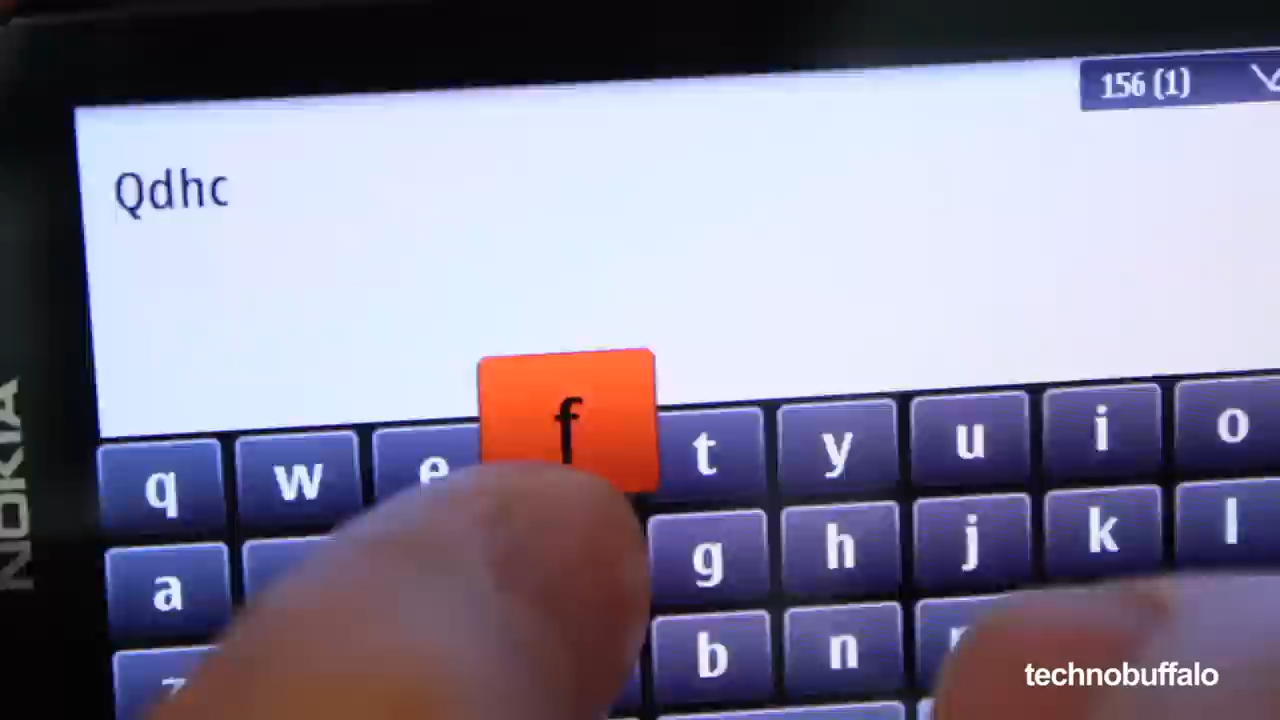 156 (1)
Qdhc
f
q w e t y u i o
a g h j k l
z b n
NOKIA
technobuffalo